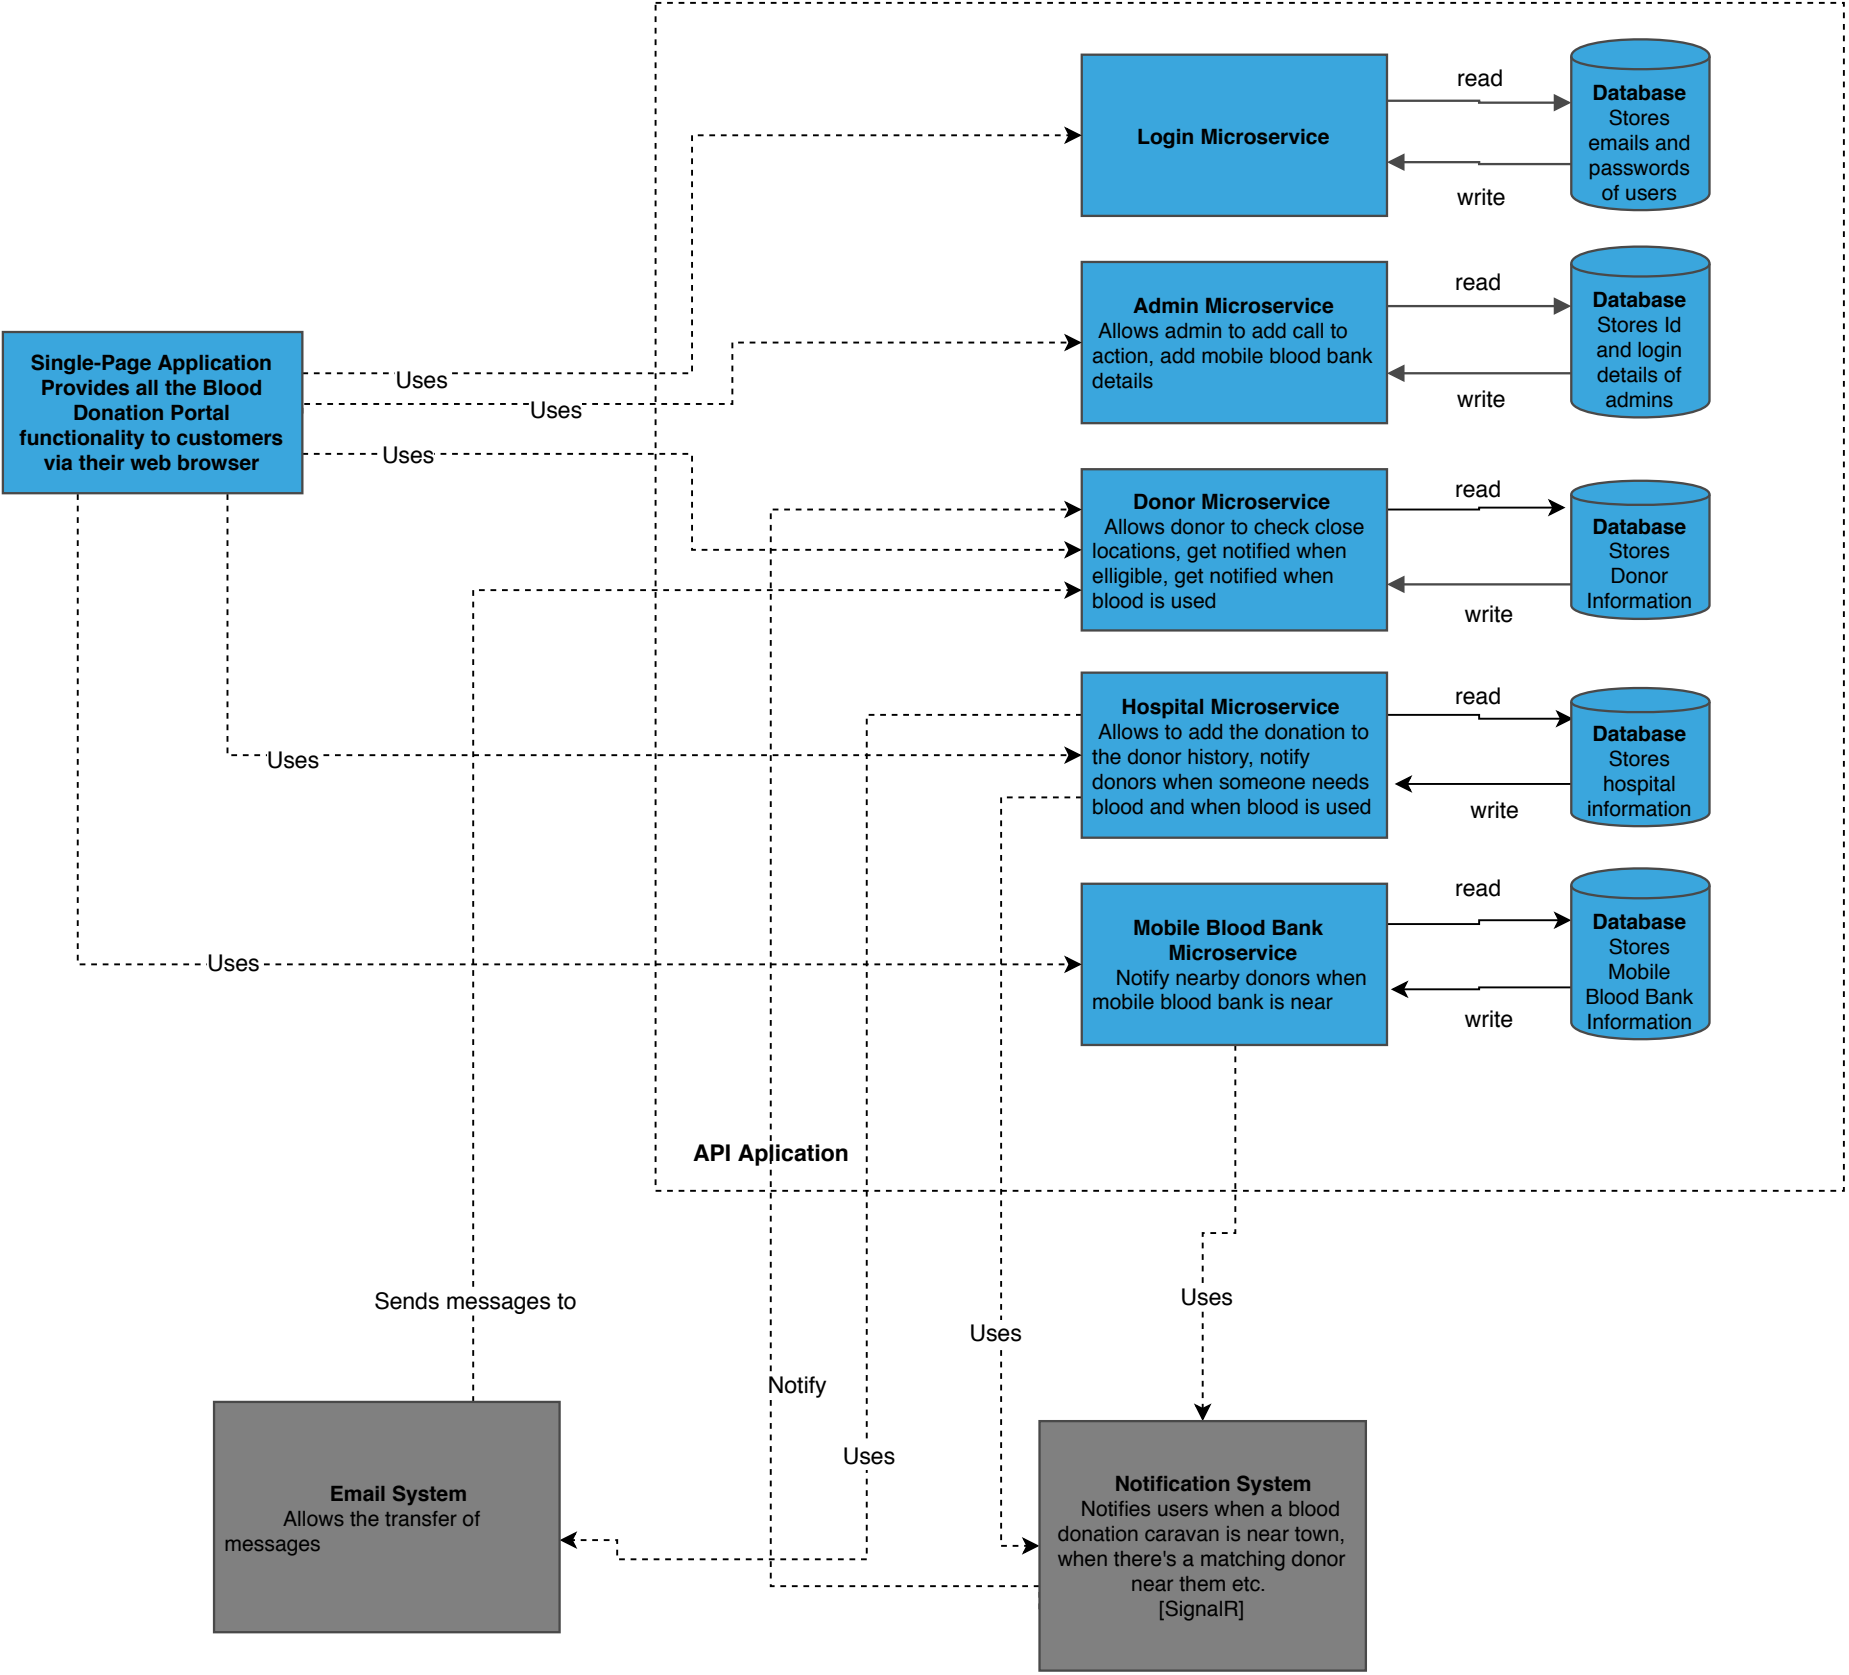 read
Database
Stores
emails and
passwords
of users
Login Microservice
write
read
Admin Microservice
Allows admin to add call to
action, add mobile blood bank
details
Database
Stores Id
and login
details of
admins
write
Single-Page Application
Provides all the Blood
Donation Portal
functionality to customers
via their web browser
Uses
Uses
Uses
read
Donor Microservice
Allows donor to check close
locations, get notified when
elligible, get notified when
blood is used
Database
Stores
Donor
Information
write
read
Hospital Microservice
Allows to add the donation to
the donor history, notify
donors when someone needs
blood and when blood is used
Database
Stores
hospital
information
write
Uses
read
Mobile Blood Bank
Microservice
Notify nearby donors when
mobile blood bank is near
Database
Stores
Mobile
Blood Bank
Information
write
Uses
API Aplication
Sends messages to
Uses
Uses
Notify
Uses
Email System
Allows the transfer of
messages
Notification System
Notifies users when a blood
donation caravan is near town,
when there's a matching donor
near them etc.
[SignalR]